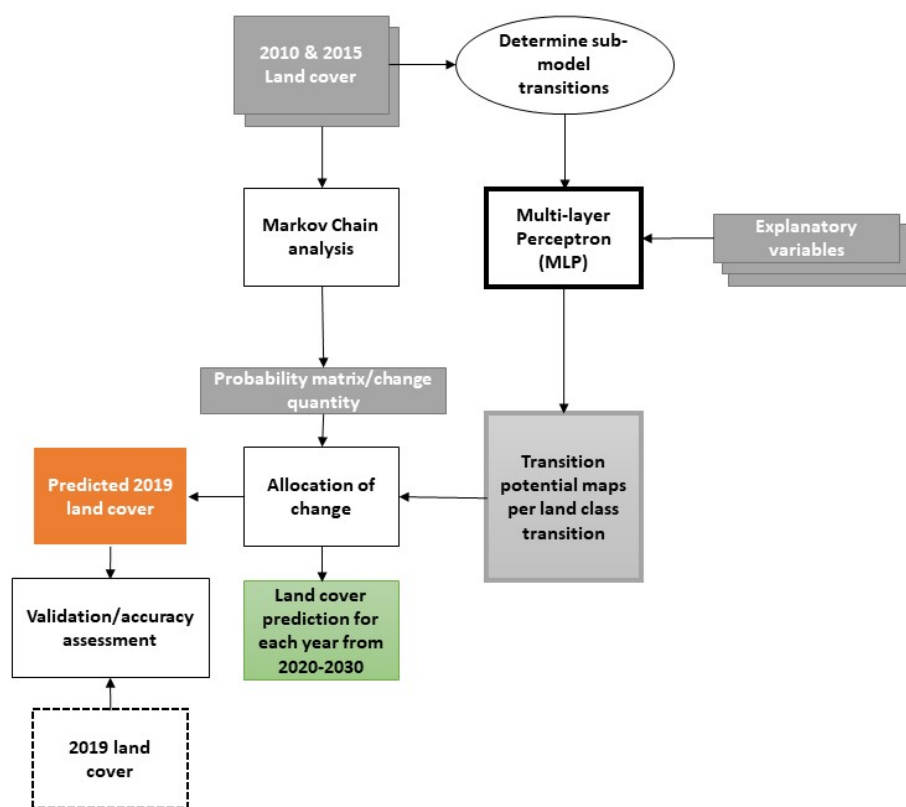 2010 & 2015
Land cover
Determine sub-
model
transitions
Markov Chain
analysis
Multi-layer
Perceptron
(MLP)
Explanatory
variables
Probability matrix/change
quantity
Predicted 2019
land cover
Allocation of
change
Transition
potential maps
per land class
transition
Validation/accuracy
assessment
Land cover
prediction for
each year from
2020-2030
2019 land
cover